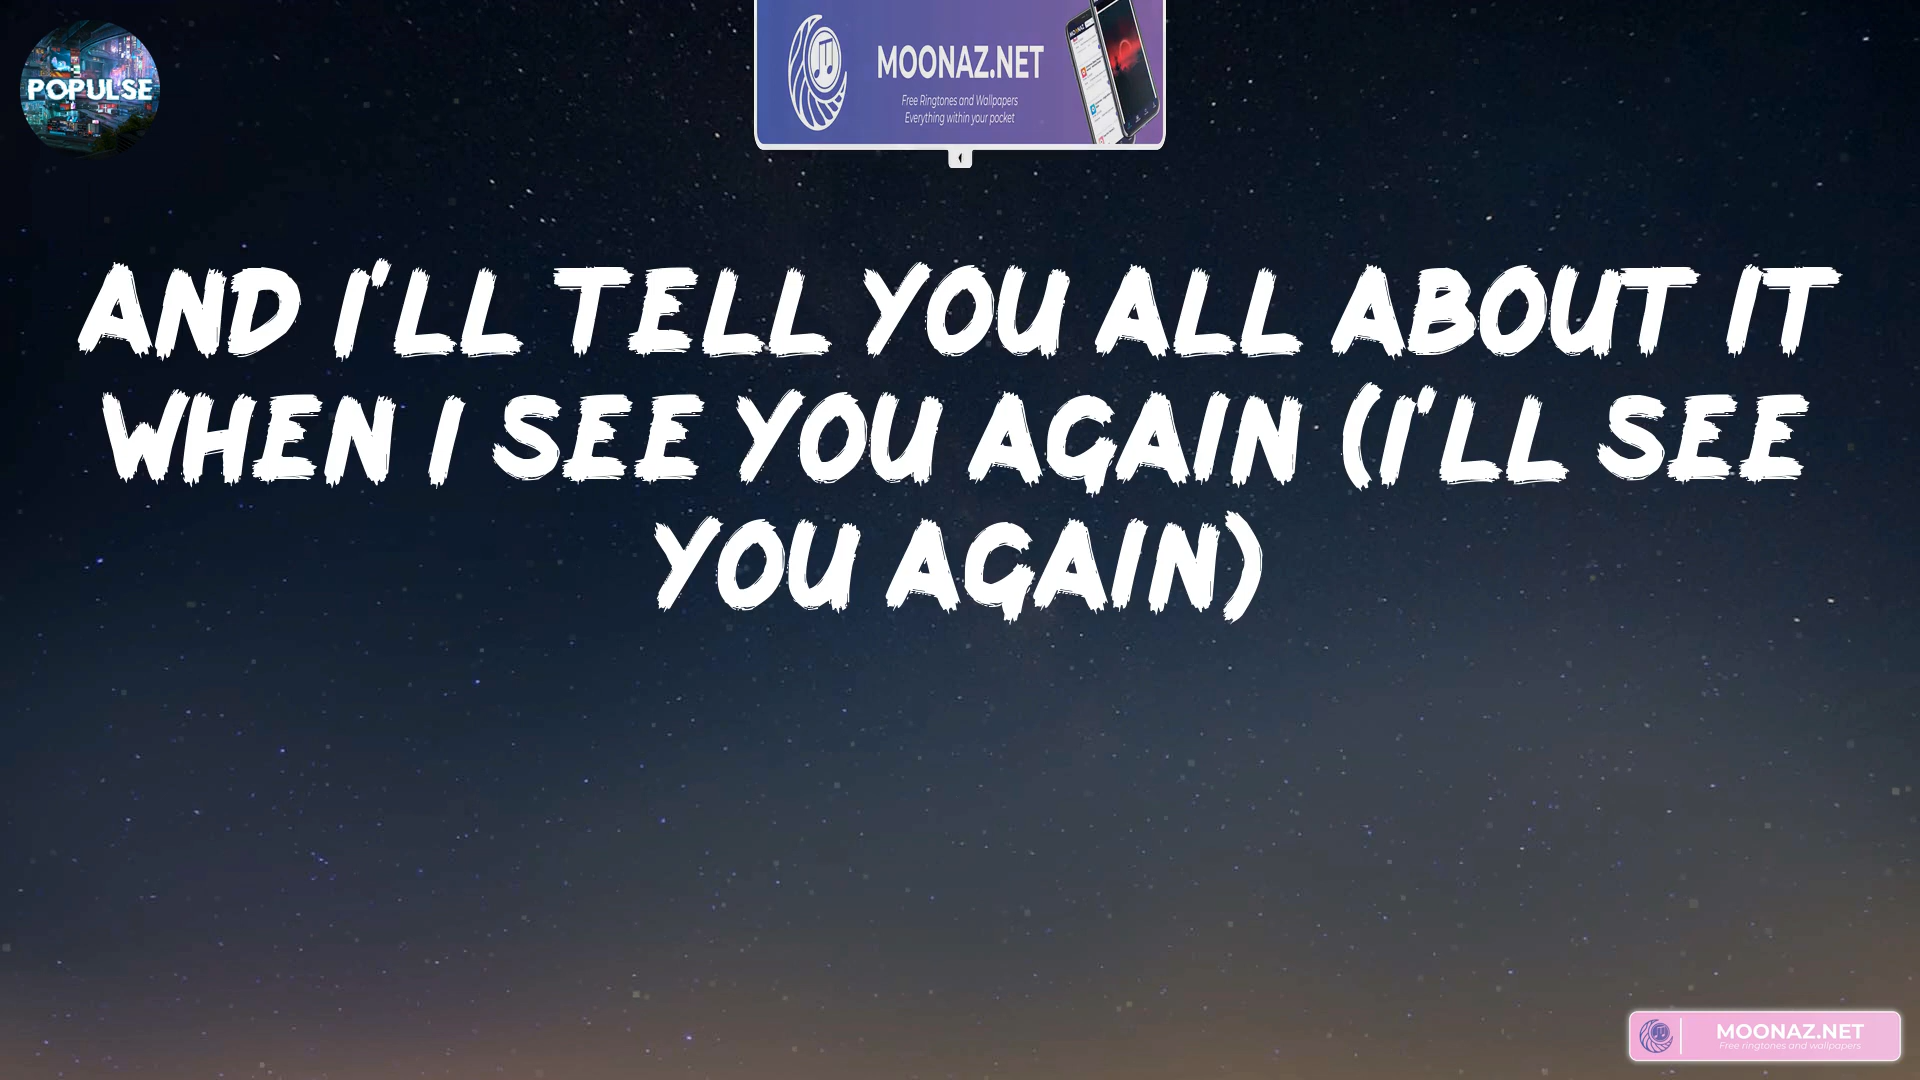 POPULSE
MOONAZ.NET
Free Ringtones and Wallpapers
Everything within your pocket
AND I'LL TELL YOU ALL ABOUT IT
WHEN I SEE YOU AGAIN (I'LL SEE
YOU AGAIN)
MOONAZ.NET
Free ringtones and wallpapers